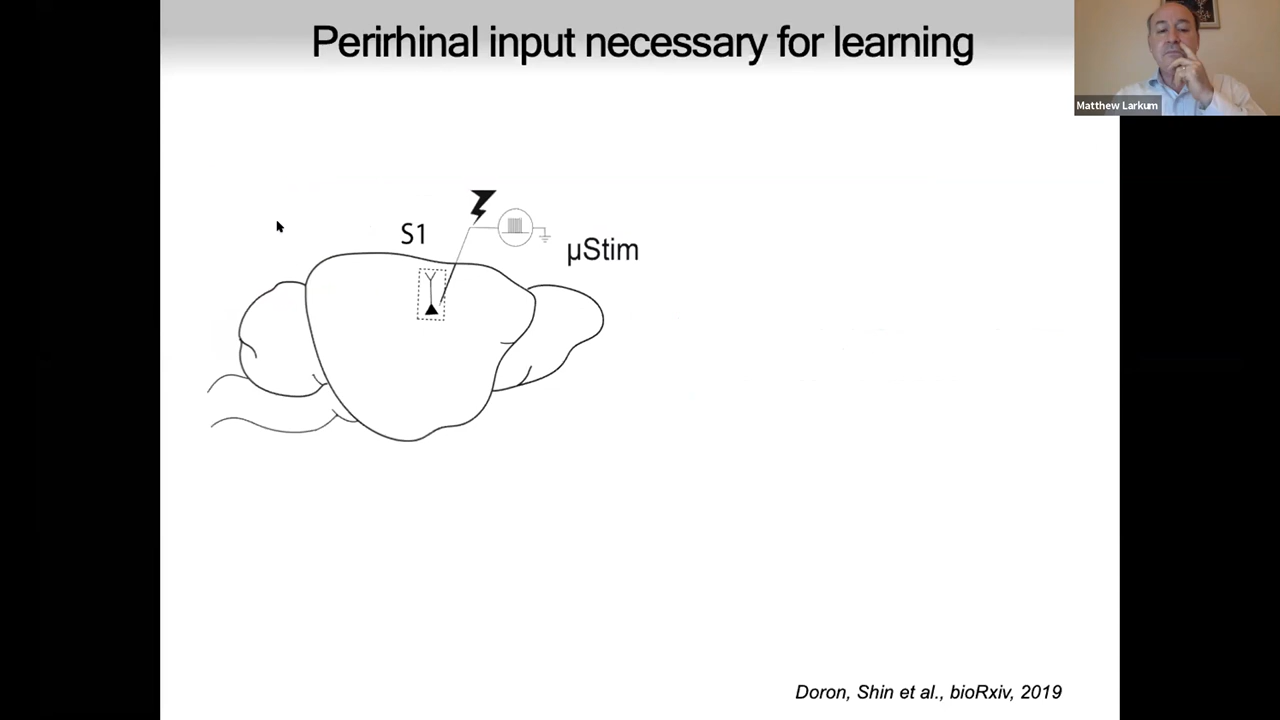 Perirhinal input necessary for learning
Matthew Larkum
S1
µStim
Doron, Shin et al., bioRxiv, 2019